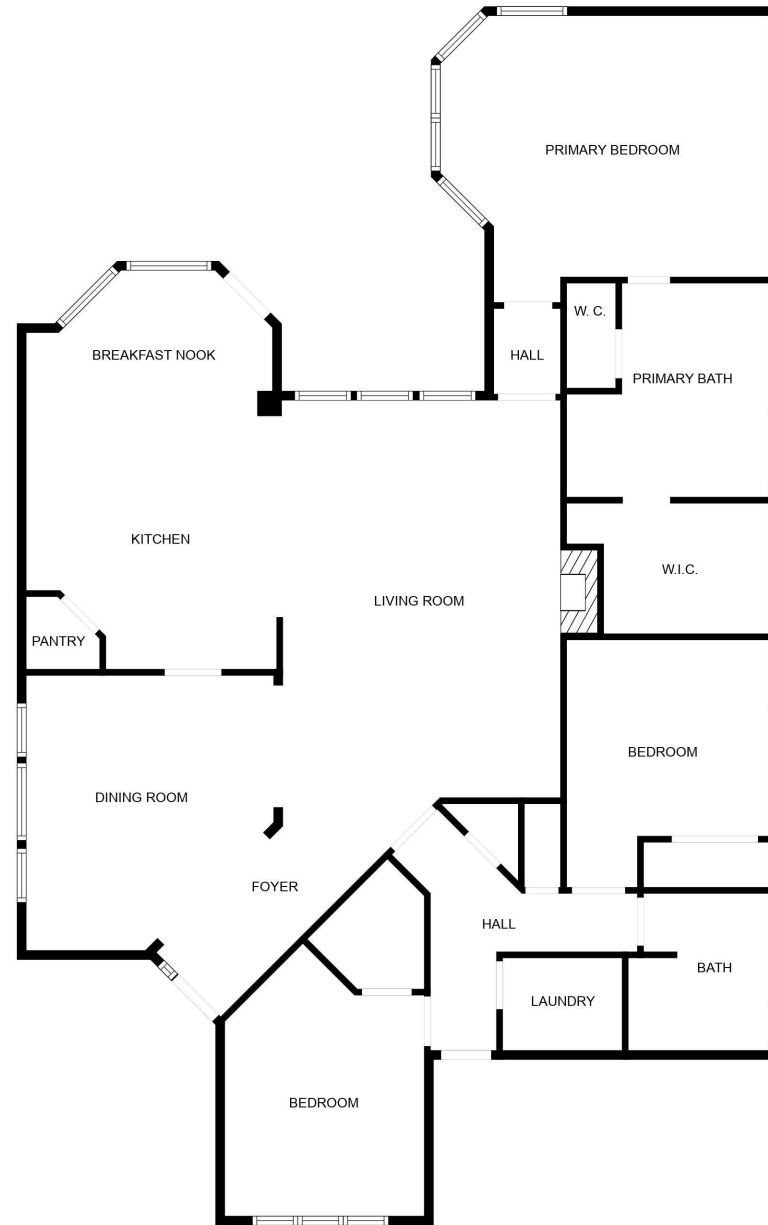 PRIMARY BEDROOM
W. C.
BREAKFAST NOOK
HALL
PRIMARY BATH
KITCHEN
W.I.C.
LIVING ROOM
PANTRY
BEDROOM
DINING ROOM
FOYER
HALL
BATH
LAUNDRY
BEDROOM